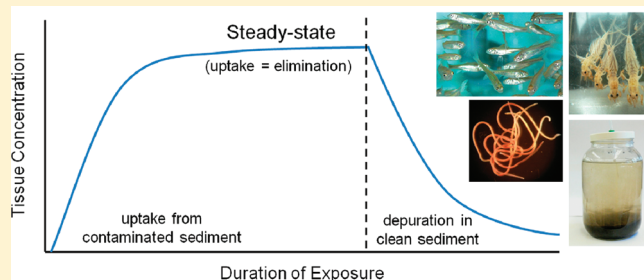 Steady-state
(uptake = elimination)
Tissue Concentration
uptake from
contaminated sediment
depuration in
clean sediment
Duration of Exposure